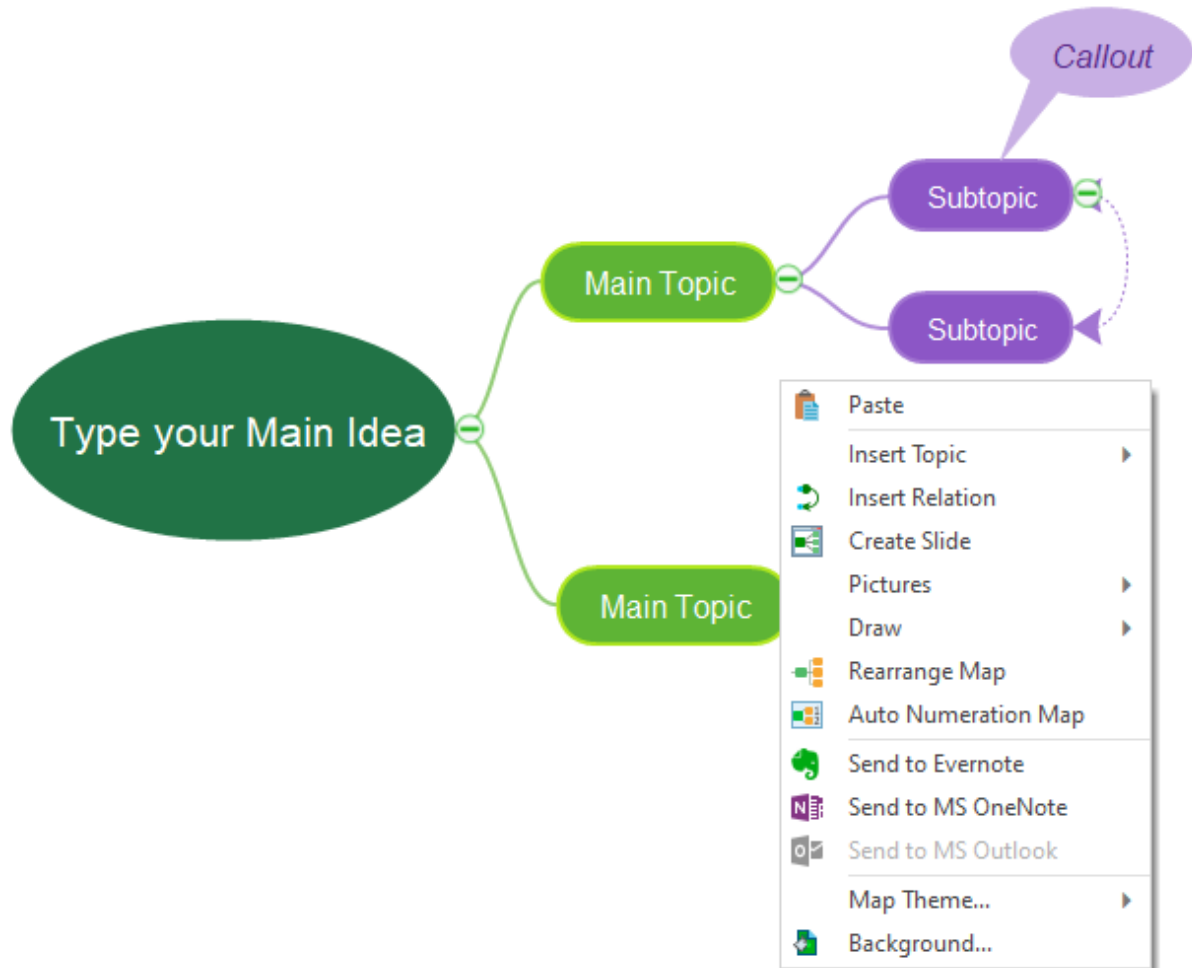 Callout
Subtopic
Main Topic
Subtopic
Type your Main Idea
Main Topic
Paste
Insert Topic
Insert Relation
Create Slide
Pictures
Draw
Rearrange Map
Auto Numeration Map
Send to Evernote
Send to MS OneNote
Send to MS Outlook
Map Theme...
Background...